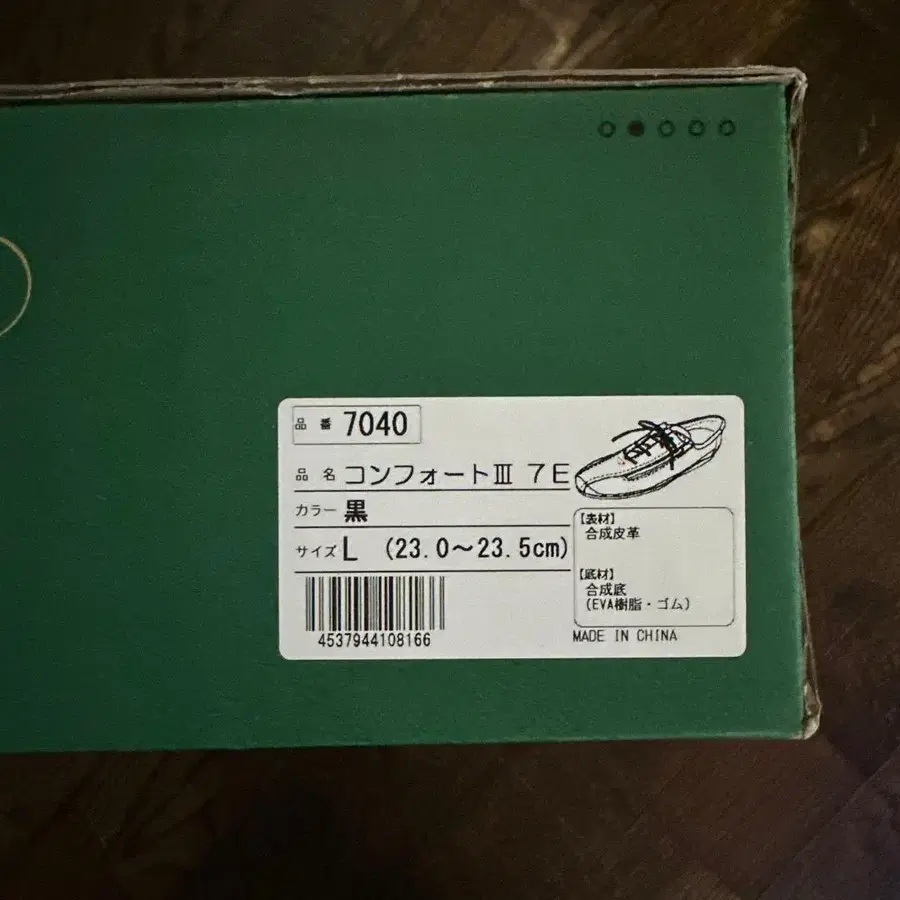 品番 7040
品名 コンフォートⅢ 7E
カラー 黒
サイズ L (23.0～23.5cm)
4537944108166
【表材】
合成皮革
【底材】
合成底
(EVA樹脂・ゴム)
MADE IN CHINA